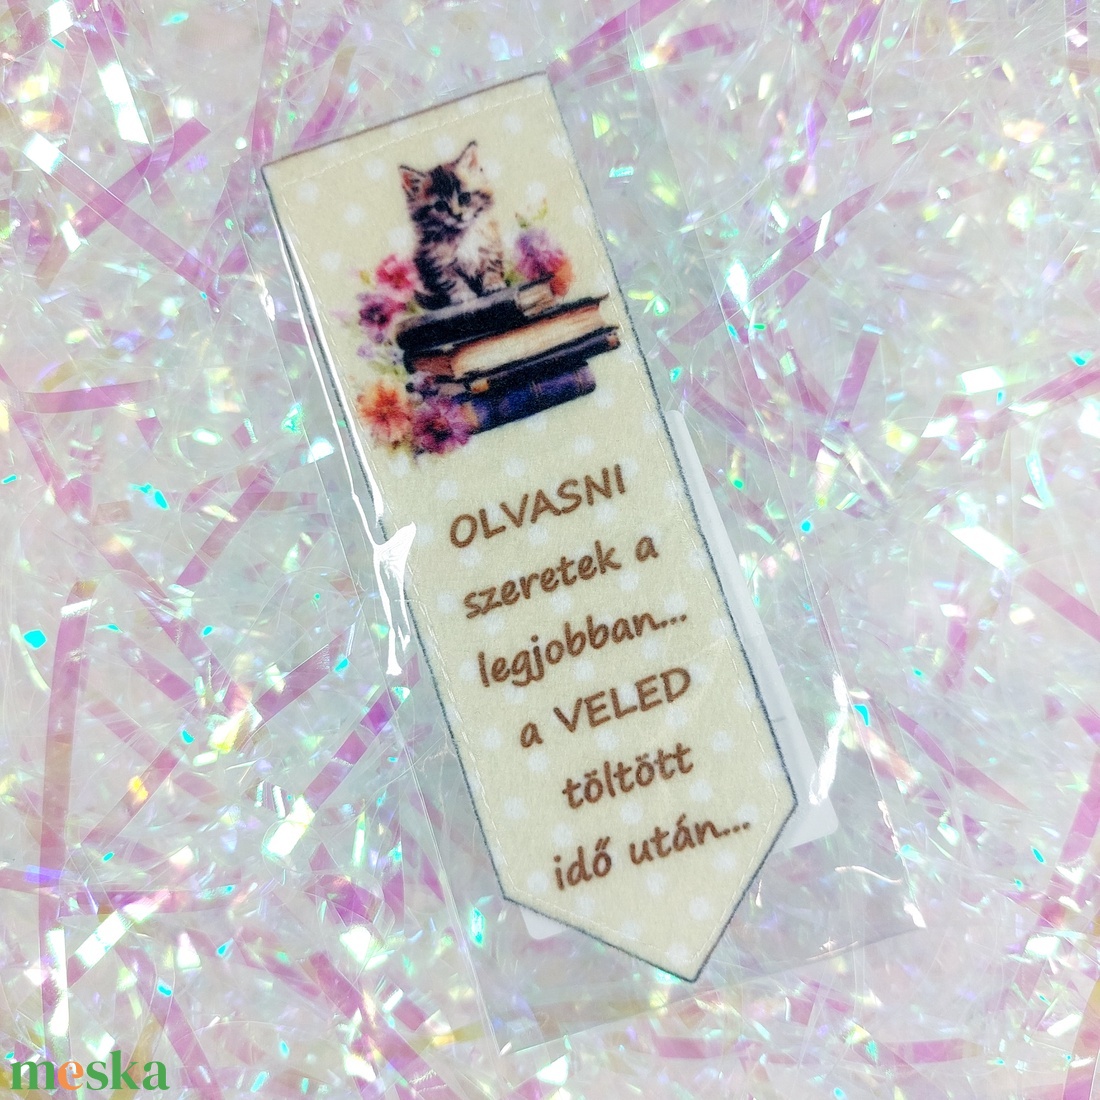 OLVASNI
szeretek a
legjobban...
a VELED
töltött
idő után...
meska